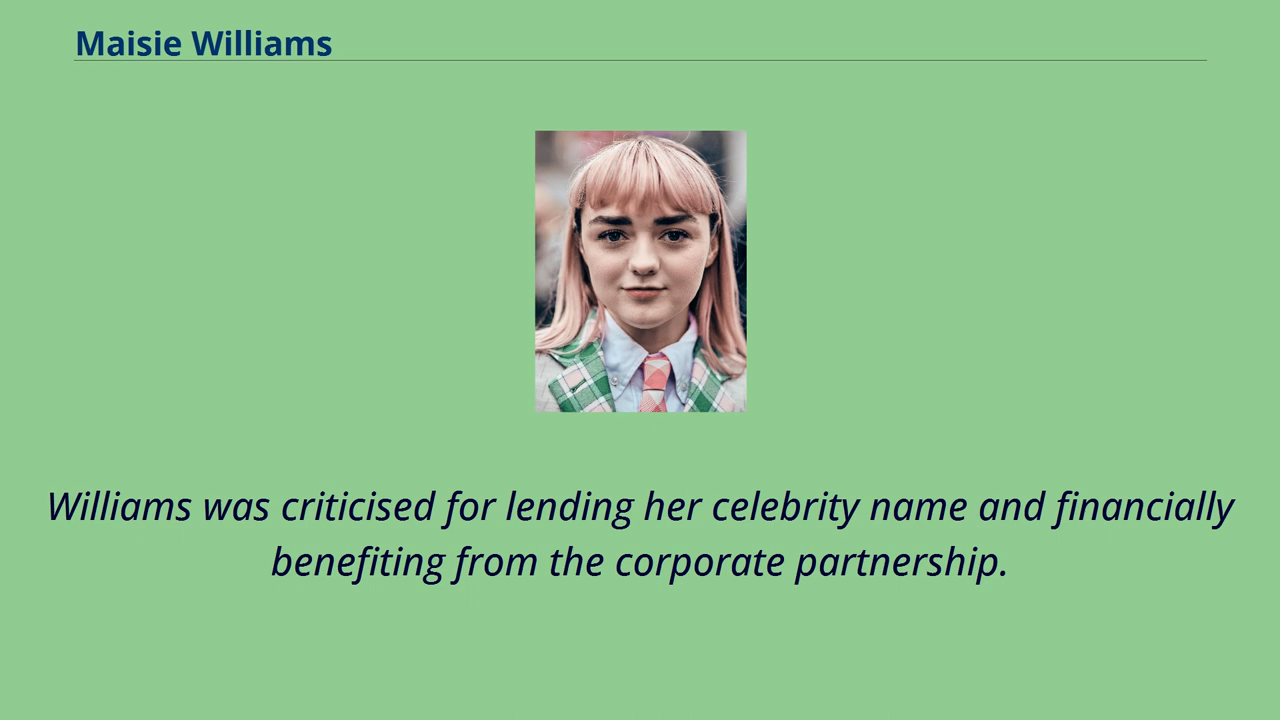 Maisie Williams
Williams was criticised for lending her celebrity name and financially
benefiting from the corporate partnership.